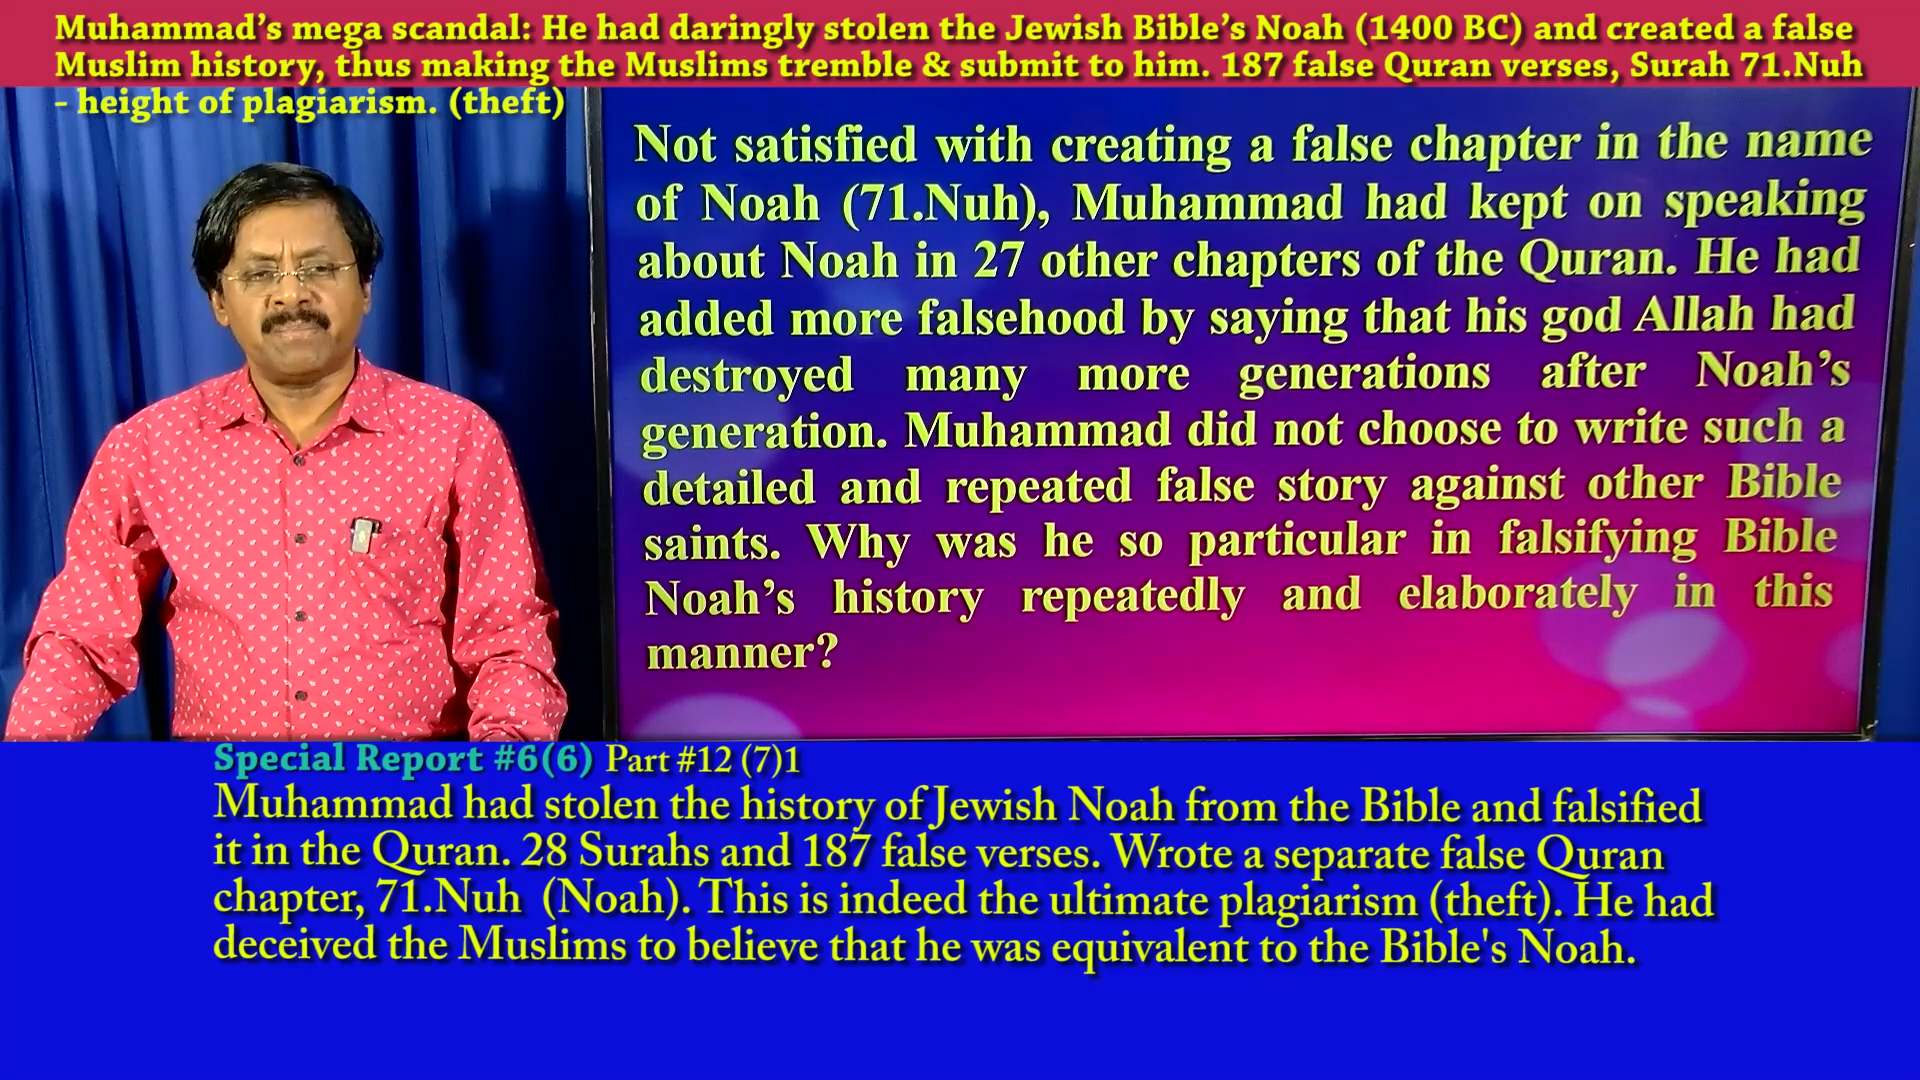 Muhammad’s mega scandal: He had daringly stolen the Jewish Bible’s Noah (1400 BC) and created a false
Muslim history, thus making the Muslims tremble & submit to him. 187 false Quran verses, Surah 71.Nuh
- height of plagiarism. (theft)
Not satisfied with creating a false chapter in the name
of Noah (71.Nuh), Muhammad had kept on speaking
about Noah in 27 other chapters of the Quran. He had
added more falsehood by saying that his god Allah had
destroyed many more generations after Noah’s
generation. Muhammad did not choose to write such a
detailed and repeated false story against other Bible
saints. Why was he so particular in falsifying Bible
Noah’s history repeatedly and elaborately in this
manner?
Special Report #6(6) Part #12 (7)1
Muhammad had stolen the history of Jewish Noah from the Bible and falsified
it in the Quran. 28 Surahs and 187 false verses. Wrote a separate false Quran
chapter, 71.Nuh (Noah). This is indeed the ultimate plagiarism (theft). He had
deceived the Muslims to believe that he was equivalent to the Bible's Noah.